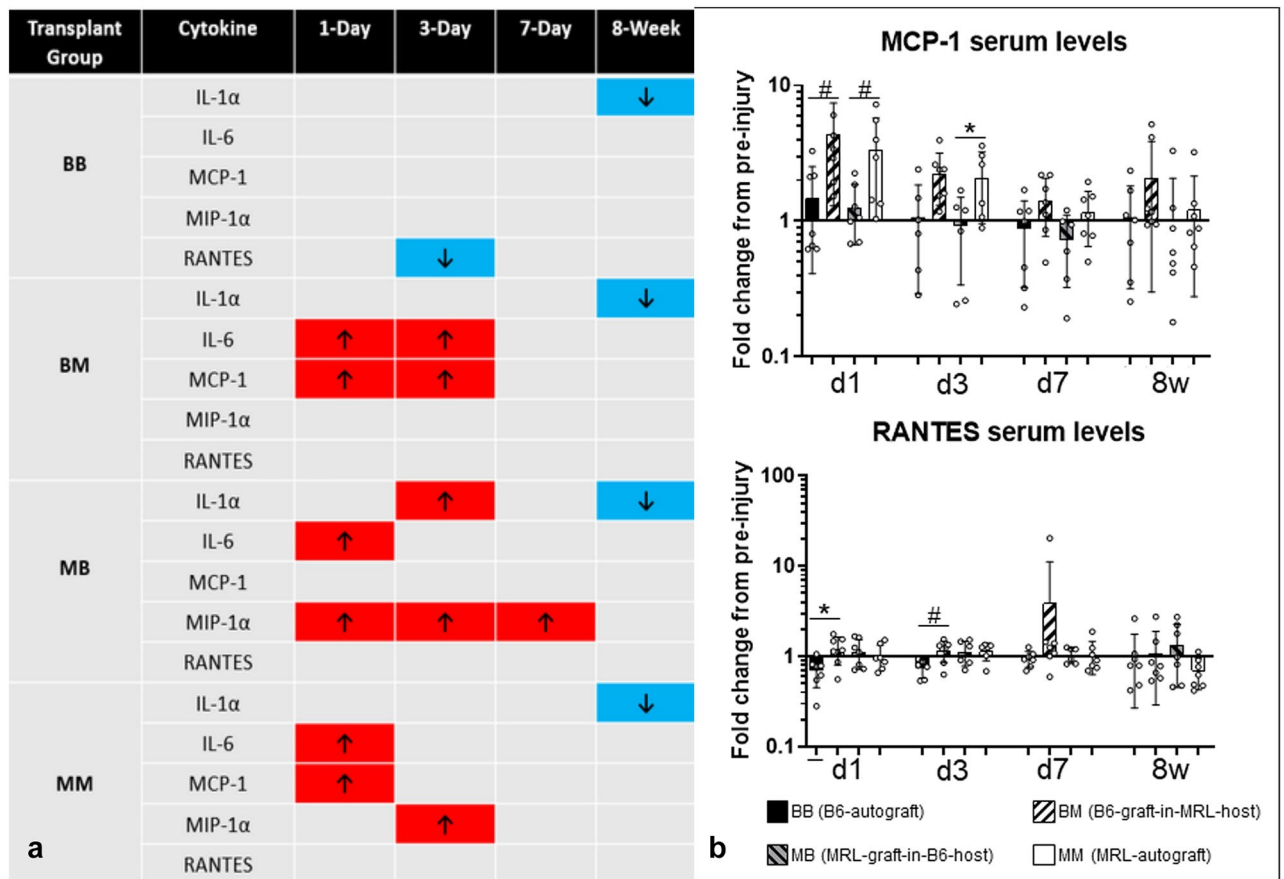 Transplant Group Cytokine 1-Day 3-Day 7-Day 8-Week
BB
IL-1α ↓
IL-6
MCP-1
MIP-1α
RANTES ↓
BM
IL-1α ↓
IL-6 ↑ ↑
MCP-1 ↑ ↑
MIP-1α
RANTES
MB
IL-1α ↑ ↓
IL-6 ↑
MCP-1
MIP-1α ↑ ↑ ↑
RANTES
MM
IL-1α ↓
IL-6 ↑
MCP-1 ↑
MIP-1α ↑
RANTES
a
MCP-1 serum levels
Fold change from pre-injury
10
1
0.1
# # *
d1 d3 d7 8w
RANTES serum levels
Fold change from pre-injury
100
10
1
0.1
* #
d1 d3 d7 8w
BB (B6-autograft) BM (B6-graft-in-MRL-host)
MB (MRL-graft-in-B6-host) MM (MRL-autograft)
b